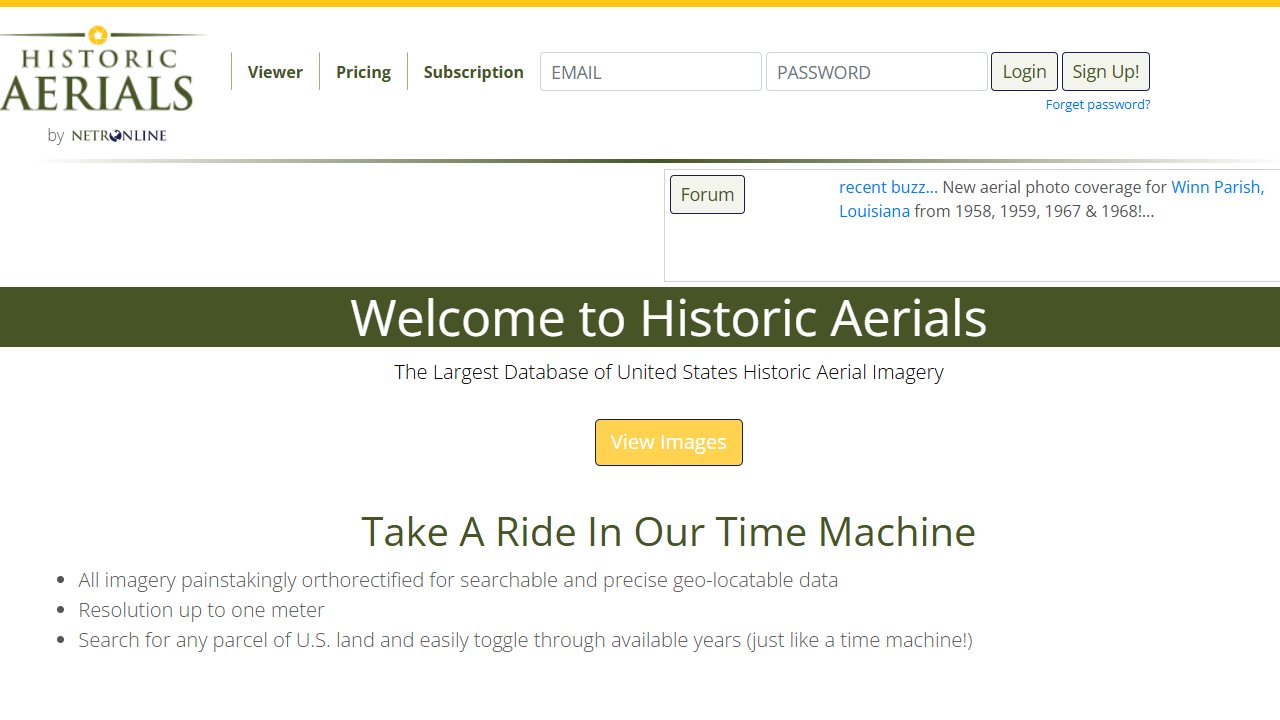 HISTORIC
AERIALS
by NETRONLINE
Viewer
Pricing
Subscription
EMAIL
PASSWORD
Login
Sign Up!
Forget password?
Forum
recent buzz... New aerial photo coverage for Winn Parish,
Louisiana from 1958, 1959, 1967 & 1968!...
Welcome to Historic Aerials
The Largest Database of United States Historic Aerial Imagery
View Images
Take A Ride In Our Time Machine
All imagery painstakingly orthorectified for searchable and precise geo-locatable data
Resolution up to one meter
Search for any parcel of U.S. land and easily toggle through available years (just like a time machine!)